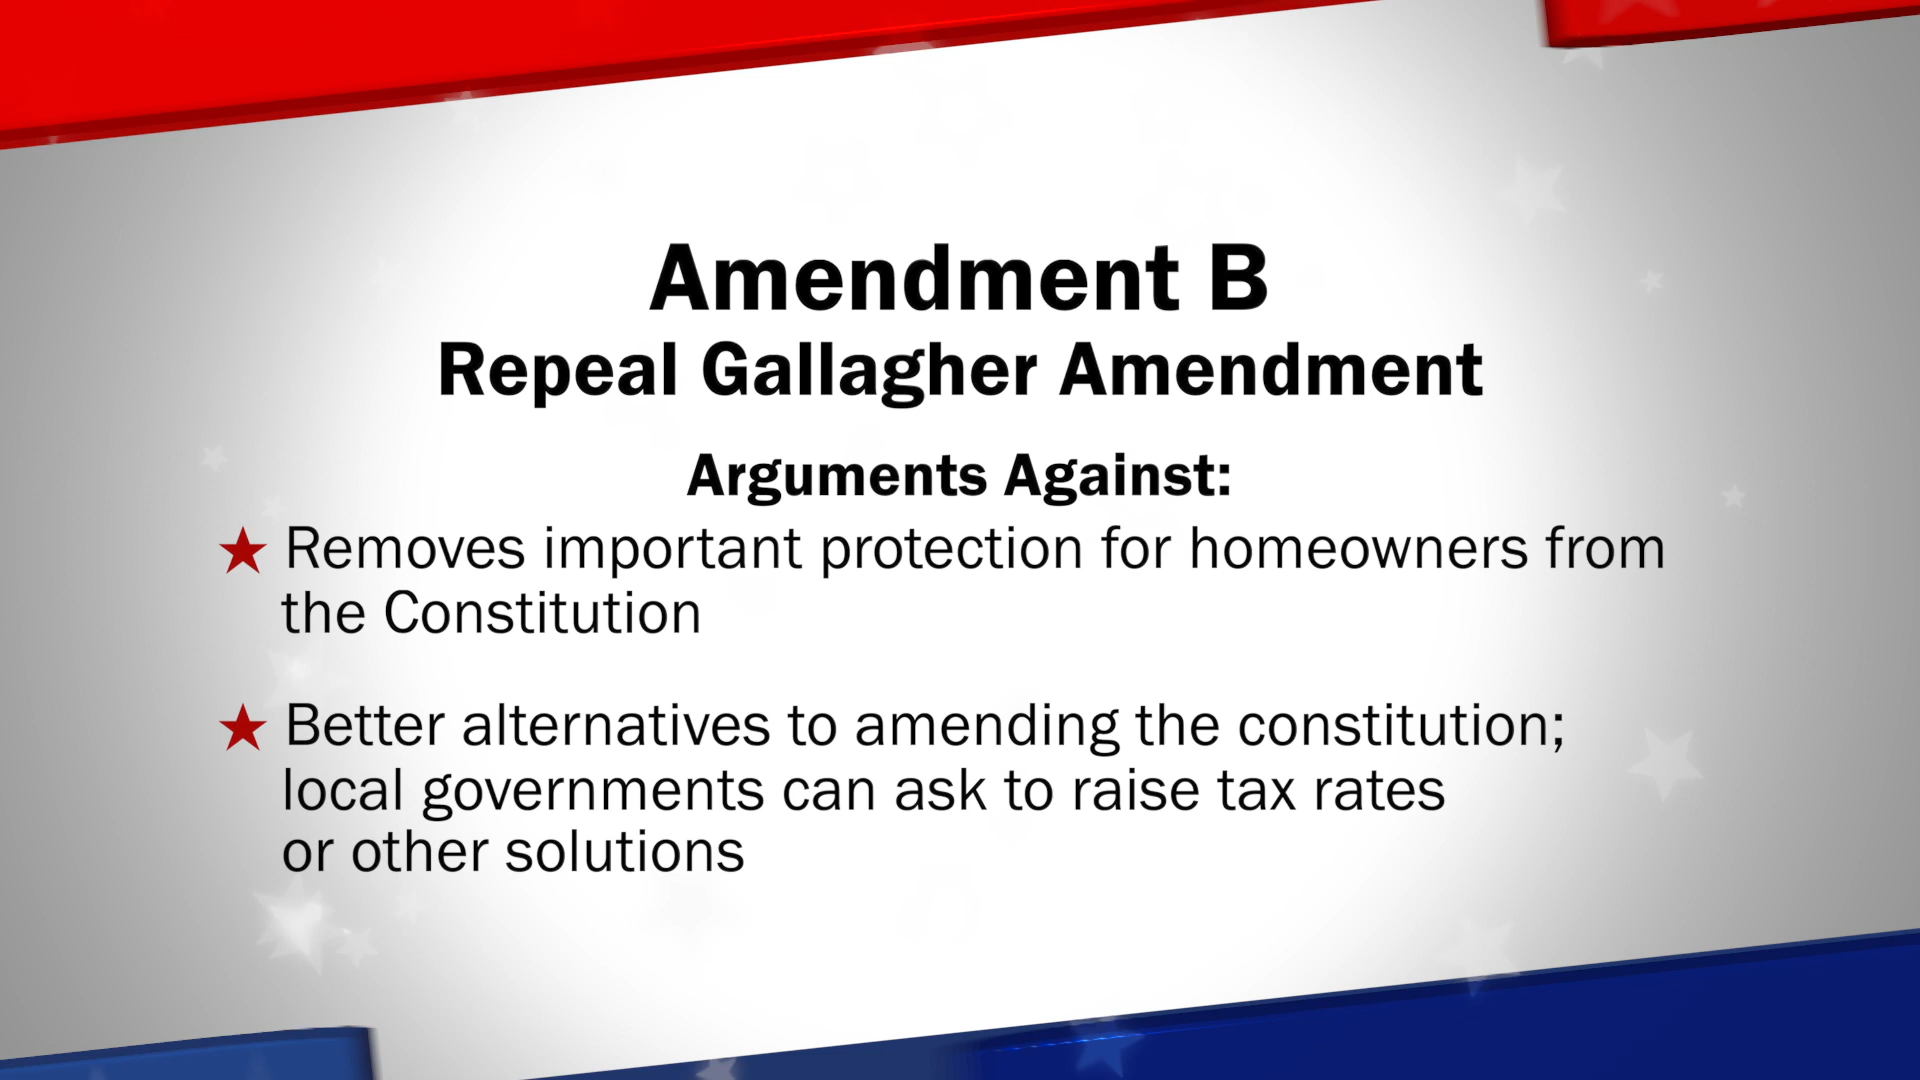 Amendment B
Repeal Gallagher Amendment
Arguments Against:
Removes important protection for homeowners from
the Constitution
Better alternatives to amending the constitution;
local governments can ask to raise tax rates
or other solutions